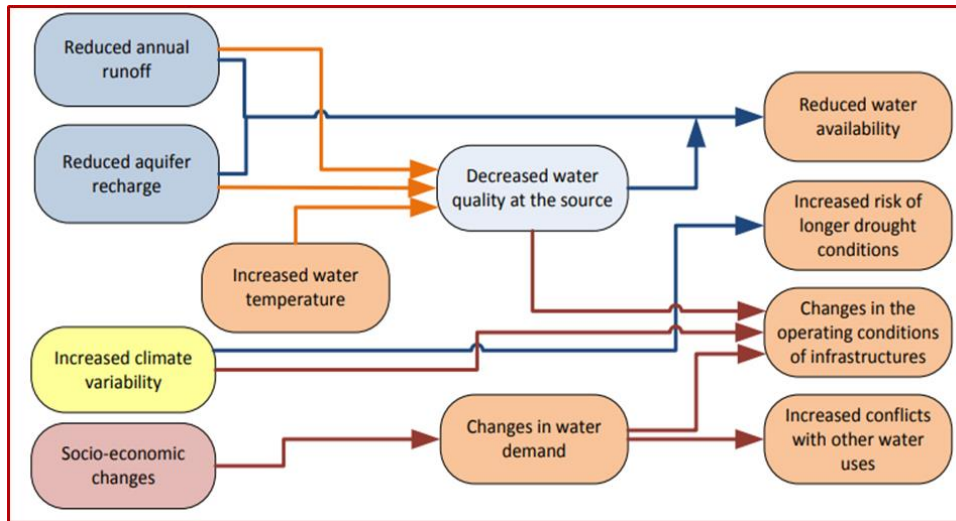 Reduced annual
runoff
Reduced aquifer
recharge
Increased water
temperature
Increased climate
variability
Socio-economic
changes
Decreased water
quality at the source
Changes in water
demand
Reduced water
availability
Increased risk of
longer drought
conditions
Changes in the
operating conditions
of infrastructures
Increased conflicts
with other water
uses